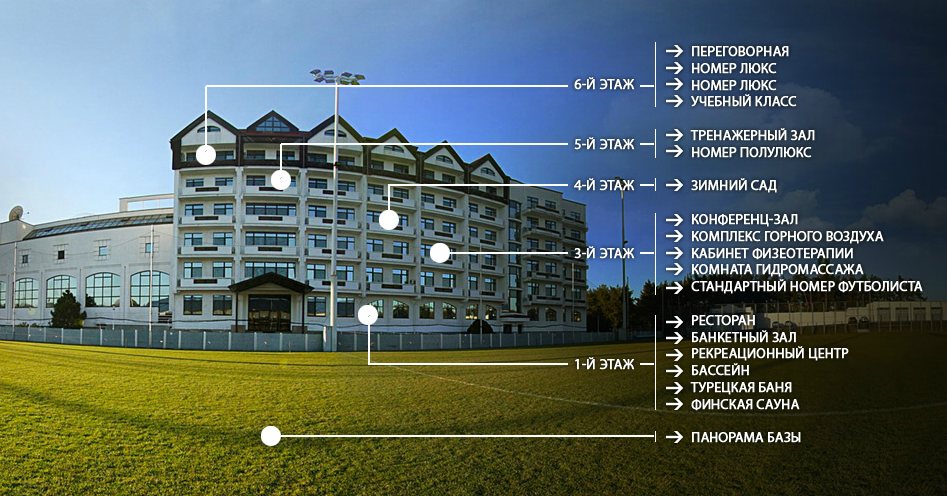 6-Й ЭТАЖ
ПЕРЕГОВОРНАЯ
НОМЕР ЛЮКС
НОМЕР ЛЮКС
УЧЕБНЫЙ КЛАСС
5-Й ЭТАЖ
ТРЕНАЖЕРНЫЙ ЗАЛ
НОМЕР ПОЛУЛЮКС
4-Й ЭТАЖ
ЗИМНИЙ САД
3-Й ЭТАЖ
КОНФЕРЕНЦ-ЗАЛ
КОМПЛЕКС ГОРНОГО ВОЗДУХА
КАБИНЕТ ФИЗЕОТЕРАПИИ
КОМНАТА ГИДРОМАССАЖА
СТАНДАРТНЫЙ НОМЕР ФУТБОЛИСТА
1-Й ЭТАЖ
РЕСТОРАН
БАНКЕТНЫЙ ЗАЛ
РЕКРЕАЦИОННЫЙ ЦЕНТР
БАССЕЙН
ТУРЕЦКАЯ БАНЯ
ФИНСКАЯ САУНА
ПАНОРАМА БАЗЫ